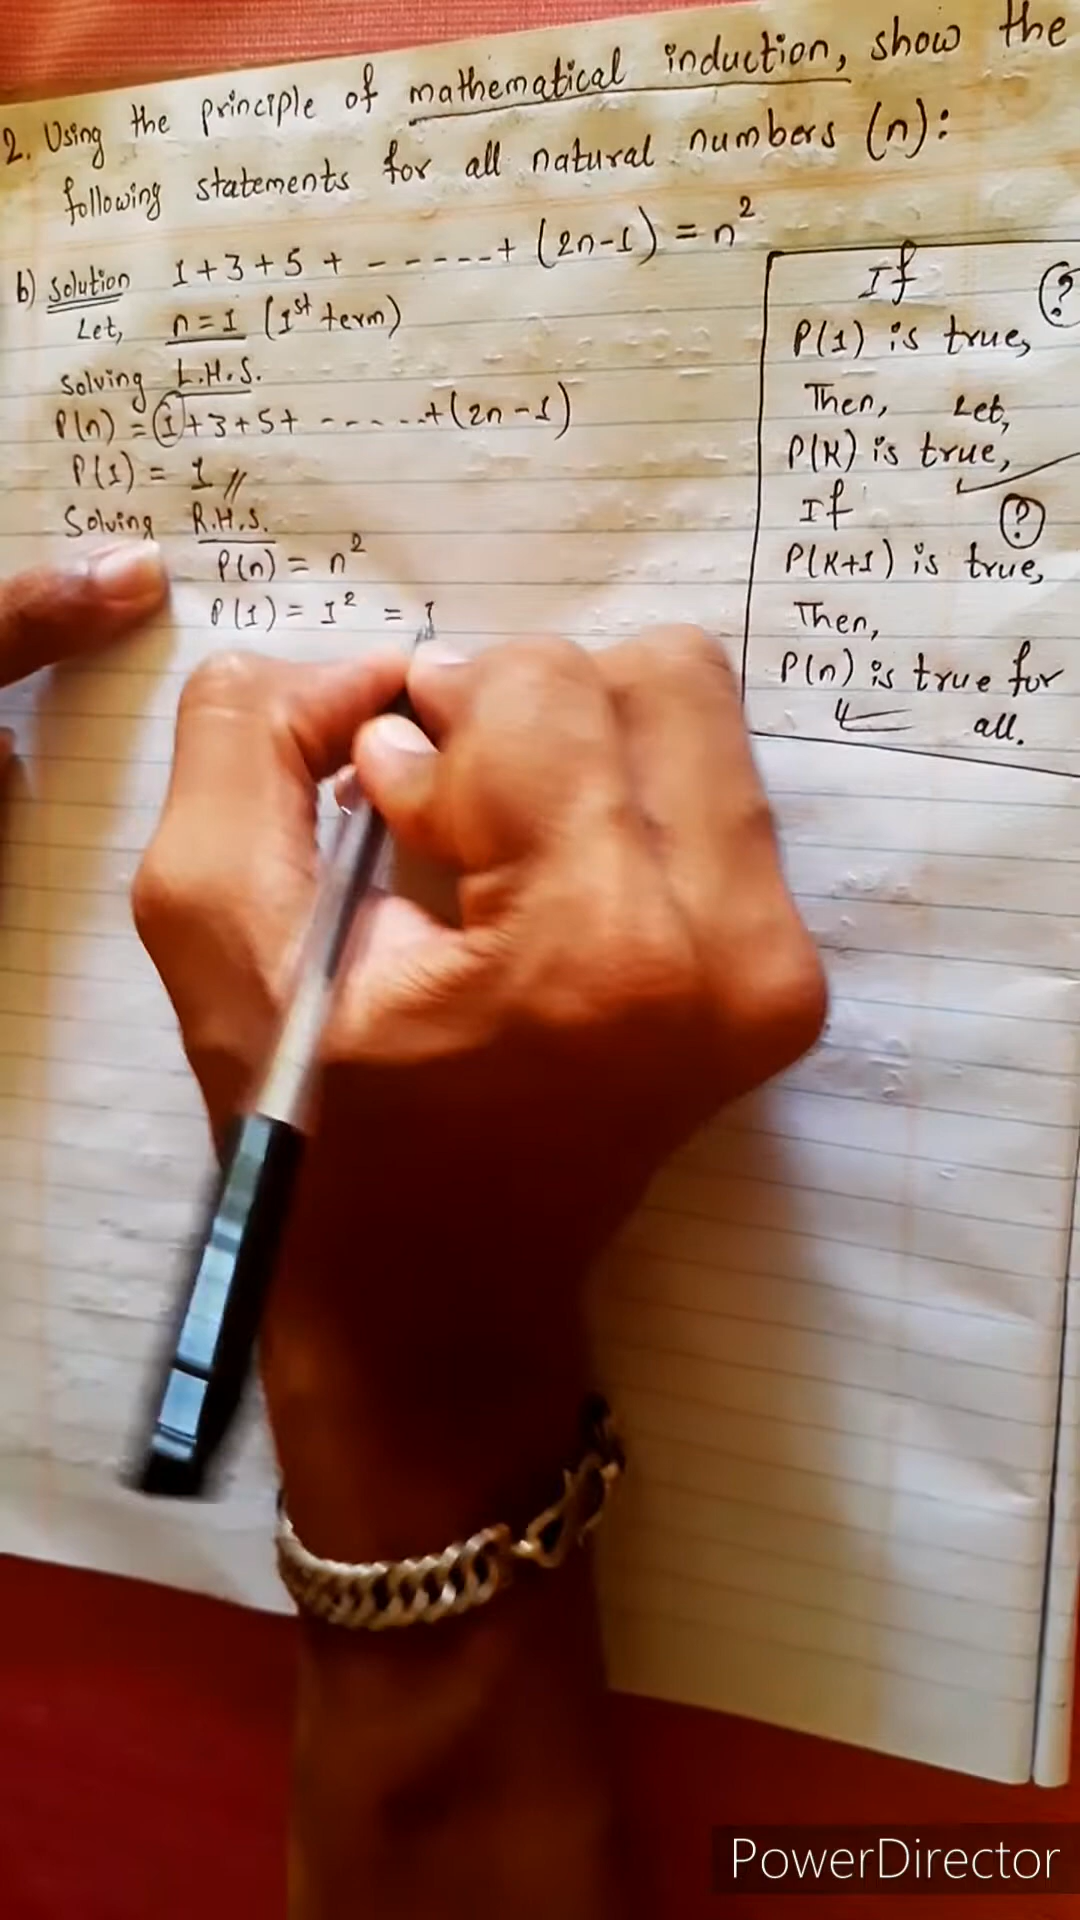 2. Using the principle of mathematical induction, show the
following statements for all natural numbers (n):
b) Solution 1+3+5 + ------+ (2n-1) = n²
Let, n=1 (1st term)
Solving L.H.S.
P(n) = 1+3+5+ ------+(2n-1)
P(1) = 1 //
Solving R.H.S.
P(n) = n²
P(1) = 1² = 1
If ?
P(1) is true,
Then, Let,
P(K) is true,
If ?
P(K+1) is true,
Then,
P(n) is true for
all.
PowerDirector